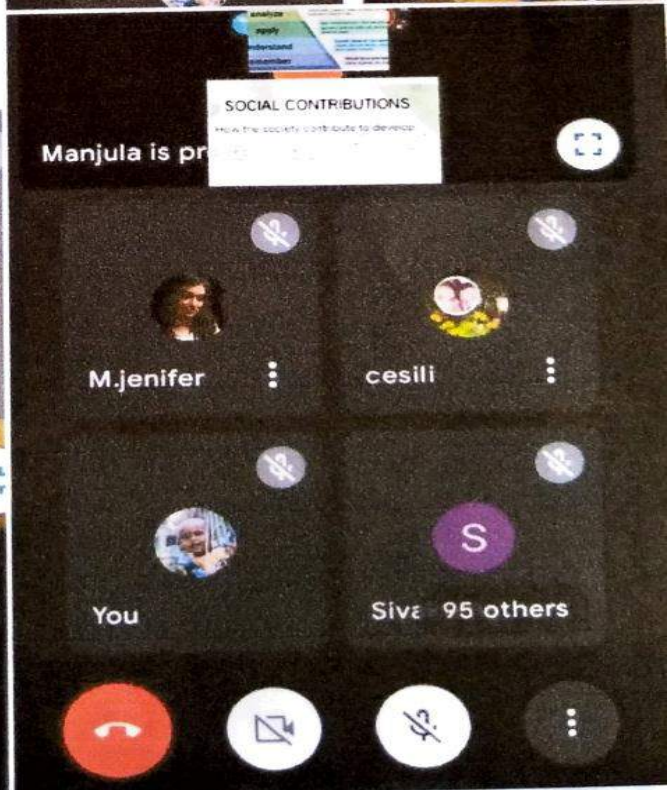 analyze
apply
understand
remember
SOCIAL CONTRIBUTIONS
How the society contribute to develop
Manjula is pr
M.jenifer
cesili
You
S
Siva 95 others